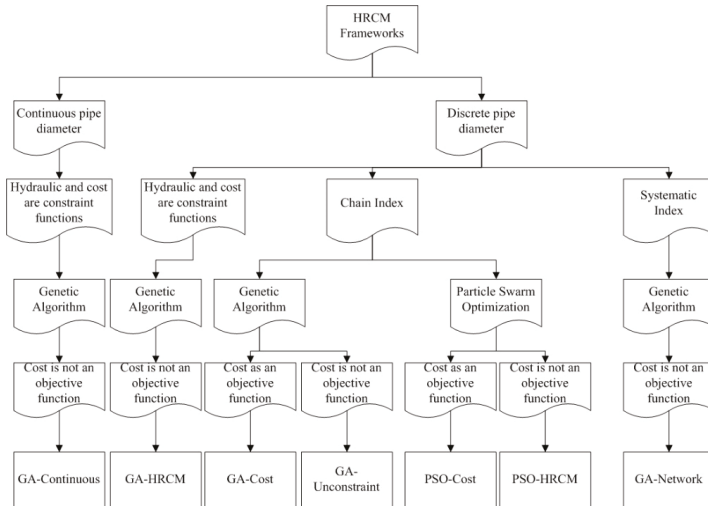 HRCM
Frameworks
Continuous pipe
diameter
Discrete pipe
diameter
Hydraulic and cost
are constraint
functions
Hydraulic and cost
are constraint
functions
Chain Index
Systematic
Index
Genetic
Algorithm
Genetic
Algorithm
Genetic
Algorithm
Particle Swarm
Optimization
Genetic
Algorithm
Cost is not an
objective
function
Cost is not an
objective
function
Cost as an
objective
function
Cost is not an
objective
function
Cost as an
objective
function
Cost is not an
objective
function
Cost is not an
objective
function
GA-Continuous
GA-HRCM
GA-Cost
GA-
Unconstraint
PSO-Cost
PSO-HRCM
GA-Network